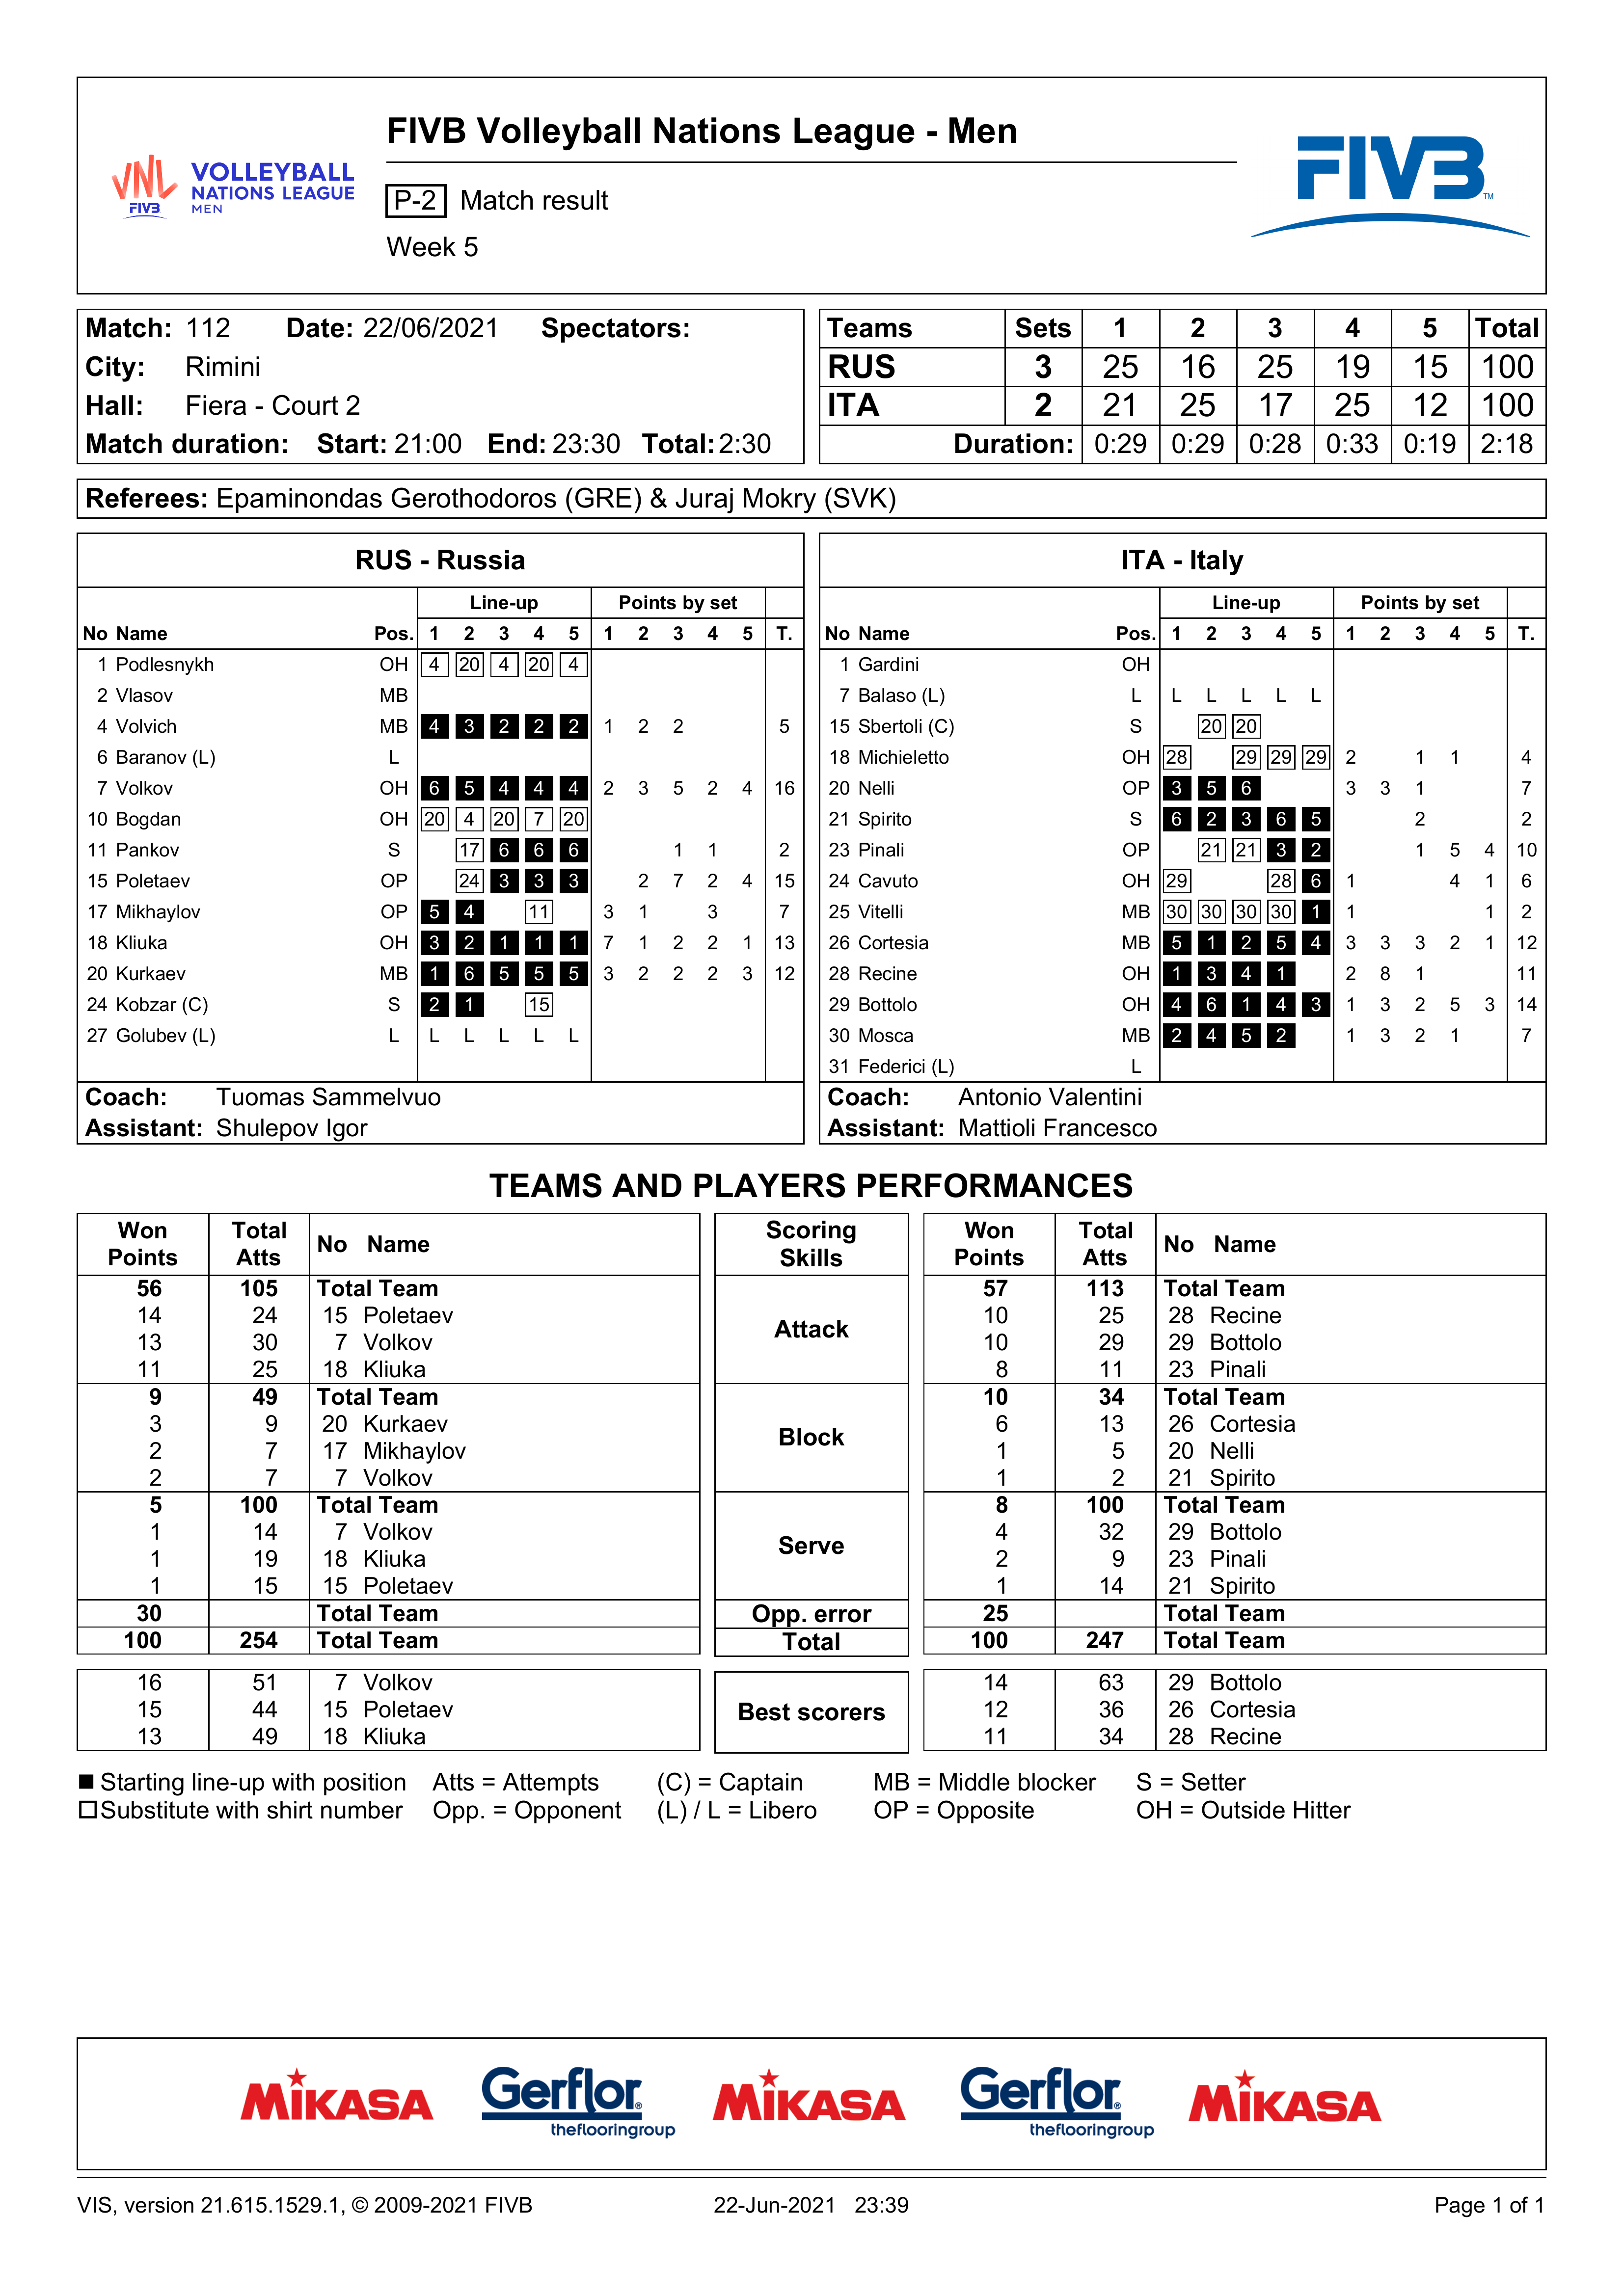 FIVB Volleyball Nations League - Men
VNL FIVB VOLLEYBALL NATIONS LEAGUE MEN
P-2 Match result
Week 5
FIVB TM
Match: 112 Date: 22/06/2021 Spectators:
City: Rimini
Hall: Fiera - Court 2
Match duration: Start: 21:00 End: 23:30 Total: 2:30
Teams Sets 1 2 3 4 5 Total
RUS 3 25 16 25 19 15 100
ITA 2 21 25 17 25 12 100
Duration: 0:29 0:29 0:28 0:33 0:19 2:18
Referees: Epaminondas Gerothodoros (GRE) & Juraj Mokry (SVK)
RUS - Russia
Line-up Points by set
No Name Pos. 1 2 3 4 5 1 2 3 4 5 T.
1 Podlesnykh OH 4 20 4 20 4
2 Vlasov MB
4 Volvich MB 4 3 2 2 2 1 2 2 5
6 Baranov (L) L
7 Volkov OH 6 5 4 4 4 2 3 5 2 4 16
10 Bogdan OH 20 4 20 7 20
11 Pankov S 17 6 6 6 1 1 2
15 Poletaev OP 24 3 3 3 2 7 2 4 15
17 Mikhaylov OP 5 4 11 3 1 3 7
18 Kliuka OH 3 2 1 1 1 7 1 2 2 1 13
20 Kurkaev MB 1 6 5 5 5 3 2 2 2 3 12
24 Kobzar (C) S 2 1 15
27 Golubev (L) L L L L L L
Coach: Tuomas Sammelvuo
Assistant: Shulepov Igor
ITA - Italy
Line-up Points by set
No Name Pos. 1 2 3 4 5 1 2 3 4 5 T.
1 Gardini OH
7 Balaso (L) L L L L L L
15 Sbertoli (C) S 20 20
18 Michieletto OH 28 29 29 29 2 1 1 4
20 Nelli OP 3 5 6 3 3 1 7
21 Spirito S 6 2 3 6 5 2 2
23 Pinali OP 21 21 3 2 1 5 4 10
24 Cavuto OH 29 28 6 1 4 1 6
25 Vitelli MB 30 30 30 30 1 1 1 2
26 Cortesia MB 5 1 2 5 4 3 3 3 2 1 12
28 Recine OH 1 3 4 1 2 8 1 11
29 Bottolo OH 4 6 1 4 3 1 3 2 5 3 14
30 Mosca MB 2 4 5 2 1 3 2 1 7
31 Federici (L) L
Coach: Antonio Valentini
Assistant: Mattioli Francesco
TEAMS AND PLAYERS PERFORMANCES
Won Points Total Atts No Name Scoring Skills Won Points Total Atts No Name
56 105 Total Team Attack 57 113 Total Team
14 24 15 Poletaev 10 25 28 Recine
13 30 7 Volkov 10 29 29 Bottolo
11 25 18 Kliuka 8 11 23 Pinali
9 49 Total Team Block 10 34 Total Team
3 9 20 Kurkaev 6 13 26 Cortesia
2 7 17 Mikhaylov 1 5 20 Nelli
2 7 7 Volkov 1 2 21 Spirito
5 100 Total Team Serve 8 100 Total Team
1 14 7 Volkov 4 32 29 Bottolo
1 19 18 Kliuka 2 9 23 Pinali
1 15 15 Poletaev 1 14 21 Spirito
30 Total Team Opp. error 25 Total Team
100 254 Total Team Total 100 247 Total Team
16 51 7 Volkov Best scorers 14 63 29 Bottolo
15 44 15 Poletaev 12 36 26 Cortesia
13 49 18 Kliuka 11 34 28 Recine
Starting line-up with position Atts = Attempts (C) = Captain MB = Middle blocker S = Setter
Substitute with shirt number Opp. = Opponent (L) / L = Libero OP = Opposite OH = Outside Hitter
MIKASA Gerflor® theflooringgroup MIKASA Gerflor® theflooringgroup MIKASA
VIS, version 21.615.1529.1, © 2009-2021 FIVB 22-Jun-2021 23:39 Page 1 of 1